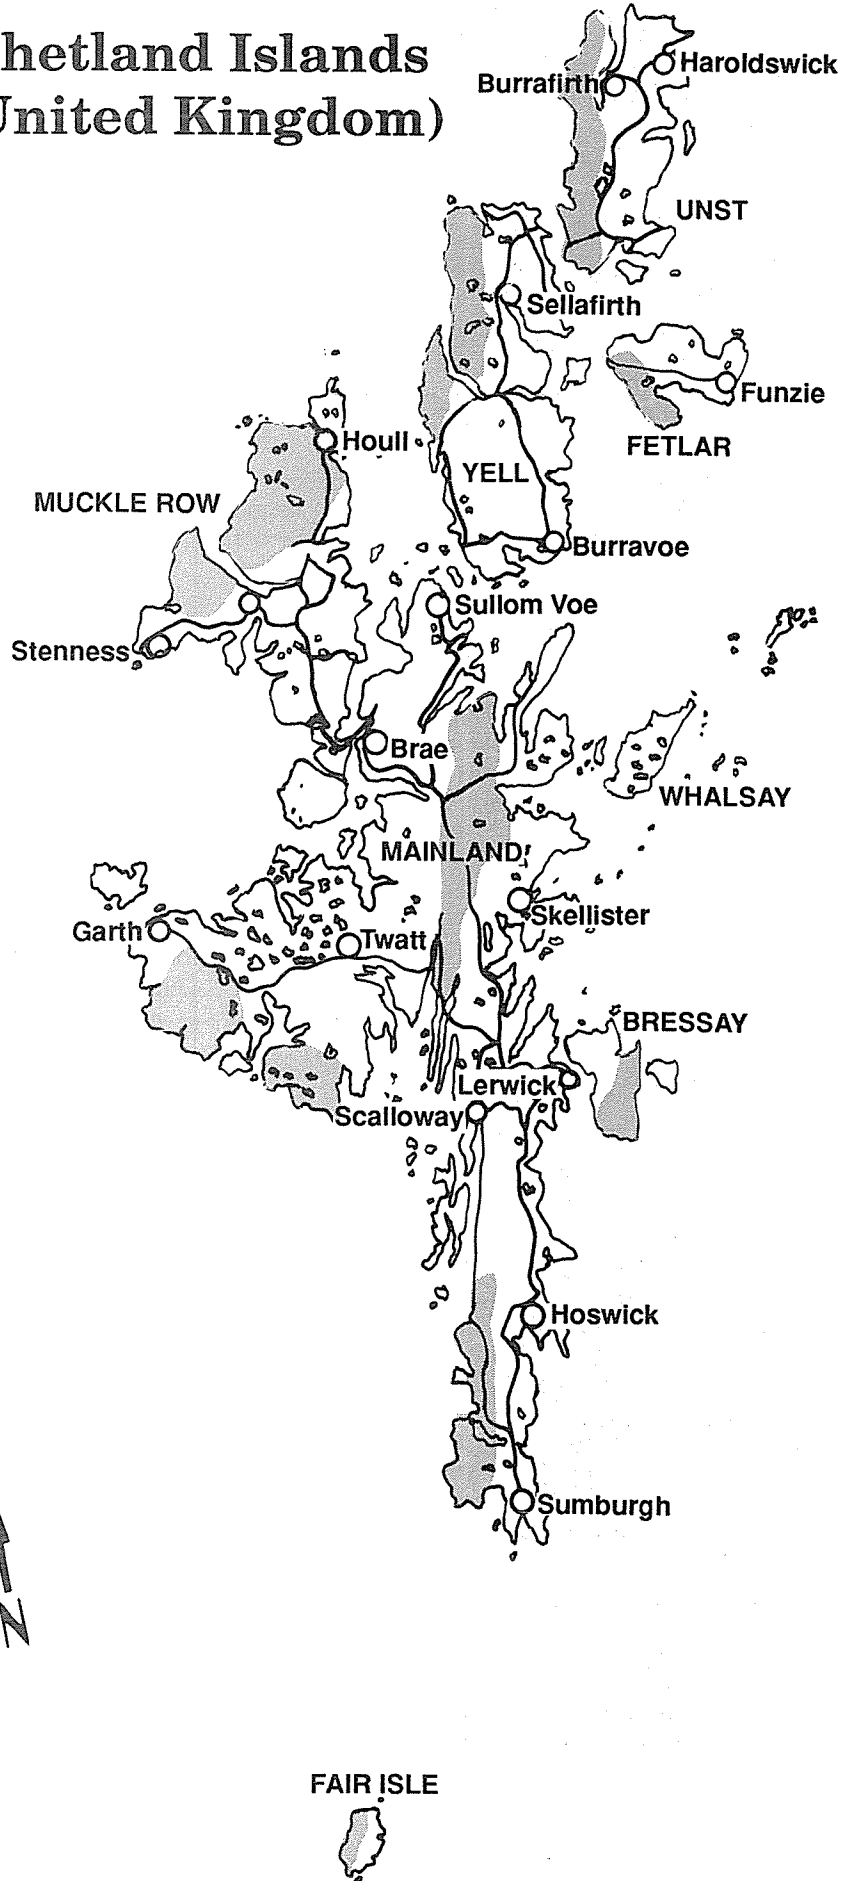 hetland Islands
United Kingdom)
Haroldswick
Burrafirth
UNST
Sellafirth
Funzie
FETLAR
Houll
YELL
MUCKLE ROW
Burravoe
Sullom Voe
Stenness
Brae
WHALSAY
MAINLAND
Skellister
Garth
Twatt
BRESSAY
Lerwick
Scalloway
Hoswick
Sumburgh
N
FAIR ISLE